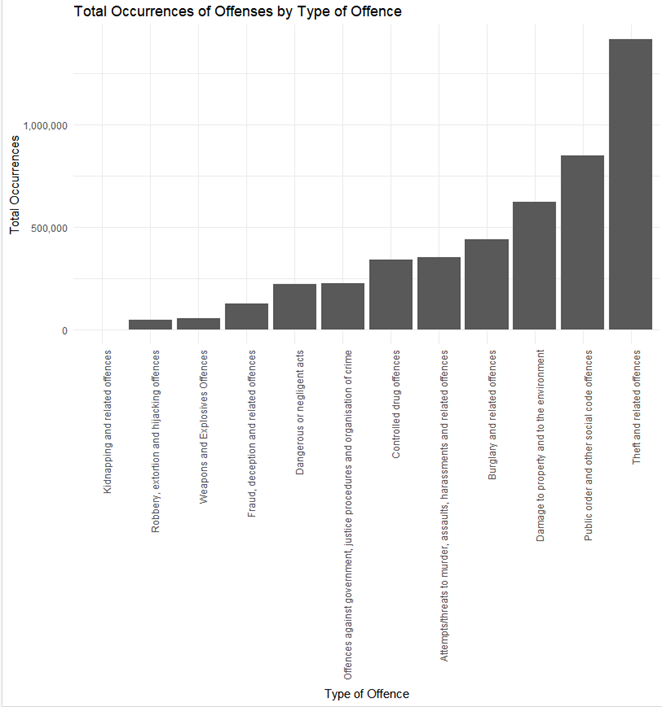 Total Occurrences of Offenses by Type of Offence
Total Occurrences
1,000,000
500,000
0
Kidnapping and related offences
Robbery, extortion and hijacking offences
Weapons and Explosives Offences
Fraud, deception and related offences
Dangerous or negligent acts
Offences against government, justice procedures and organisation of crime
Controlled drug offences
Attempts/threats to murder, assaults, harassments and related offences
Burglary and related offences
Damage to property and to the environment
Public order and other social code offences
Theft and related offences
Type of Offence